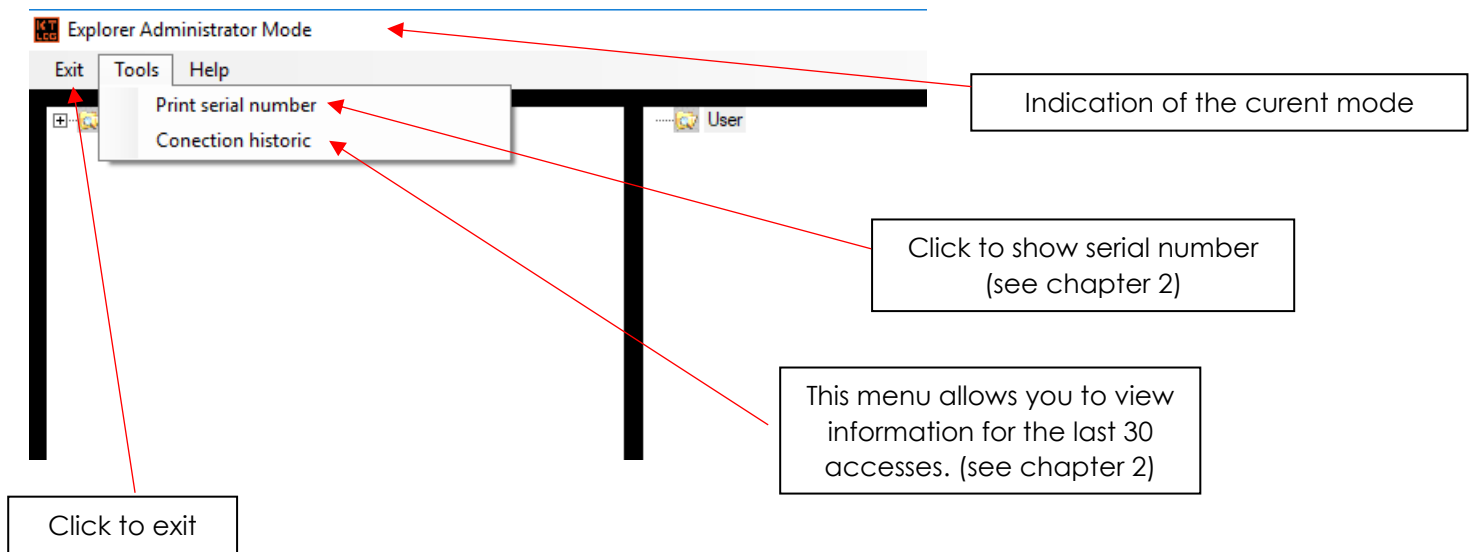 KT
LCG
Explorer Administrator Mode
Exit Tools Help
Print serial number
Conection historic
User
Indication of the curent mode
Click to show serial number
(see chapter 2)
This menu allows you to view
information for the last 30
accesses. (see chapter 2)
Click to exit